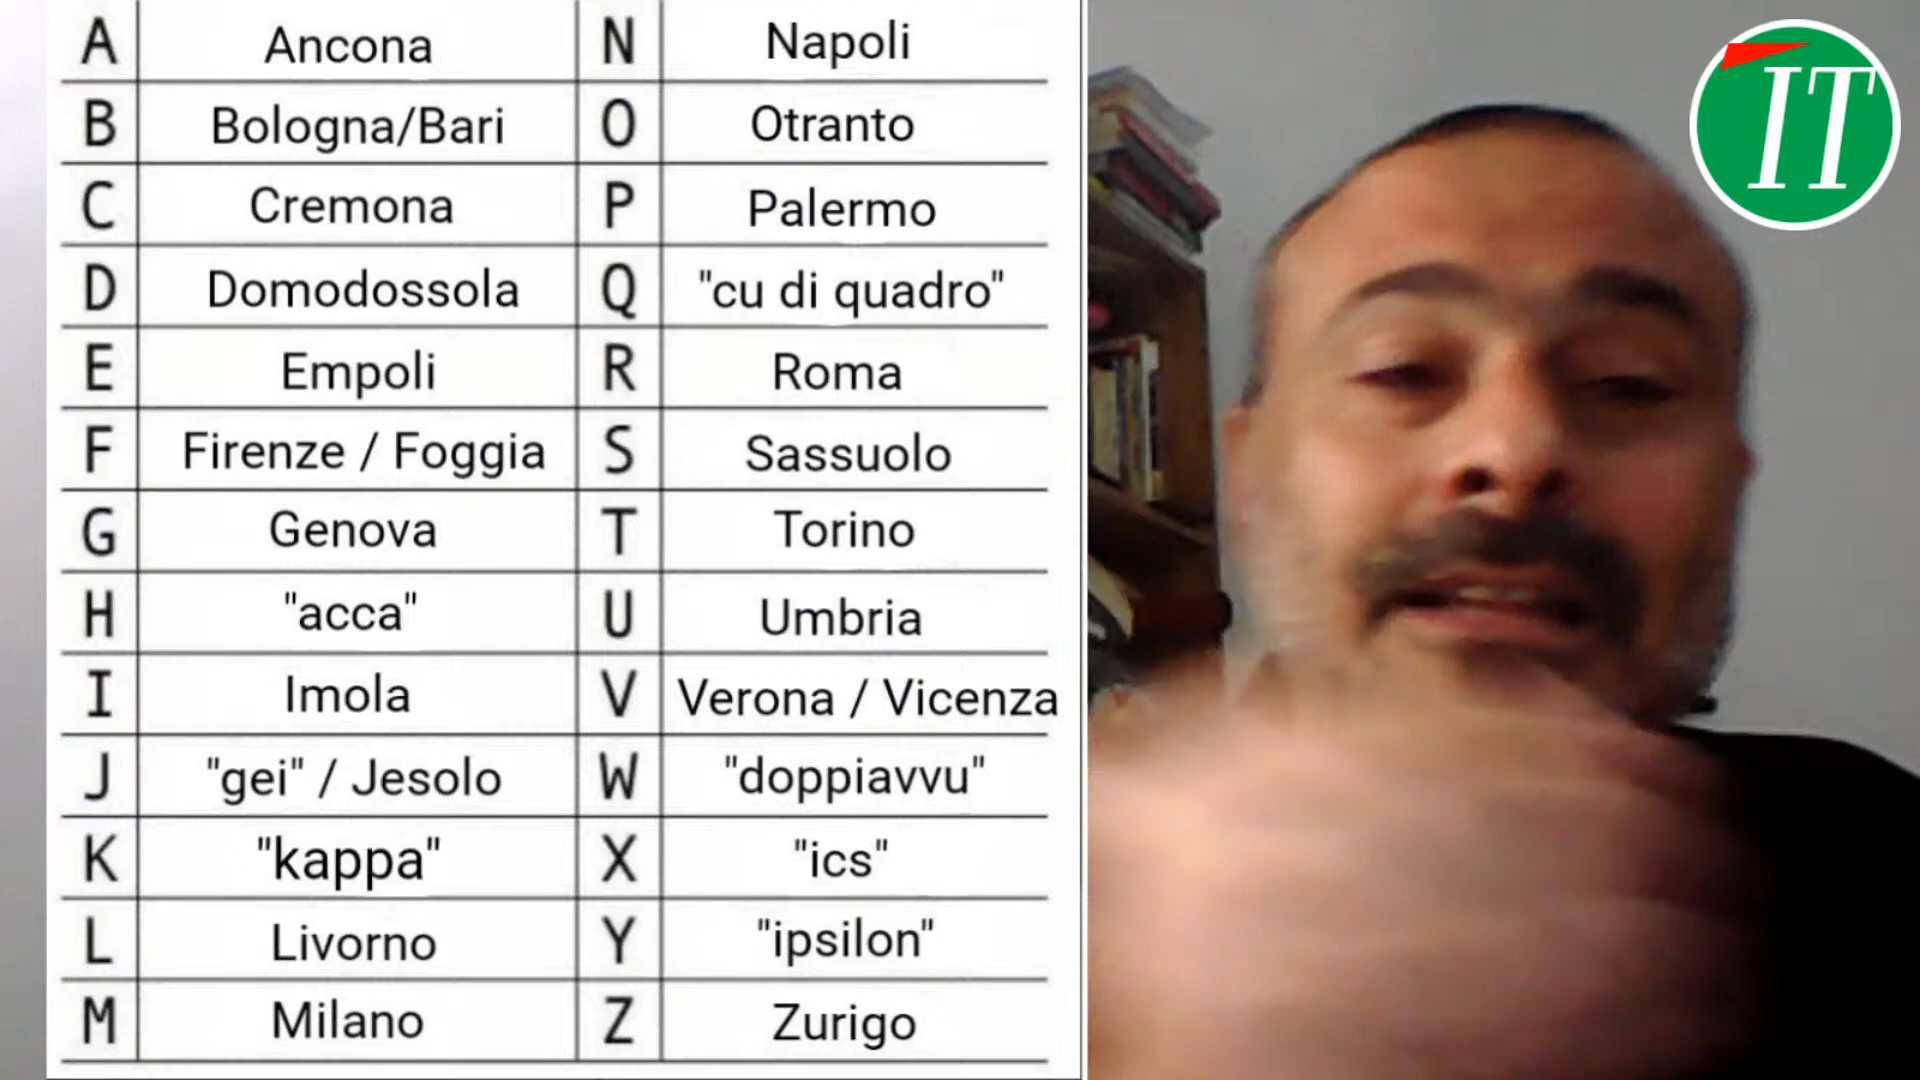 A Ancona N Napoli
B Bologna/Bari O Otranto
C Cremona P Palermo
D Domodossola Q "cu di quadro"
E Empoli R Roma
F Firenze / Foggia S Sassuolo
G Genova T Torino
H "acca" U Umbria
I Imola V Verona / Vicenza
J "gei" / Jesolo W "doppiavvu"
K "kappa" X "ics"
L Livorno Y "ipsilon"
M Milano Z Zurigo
IT